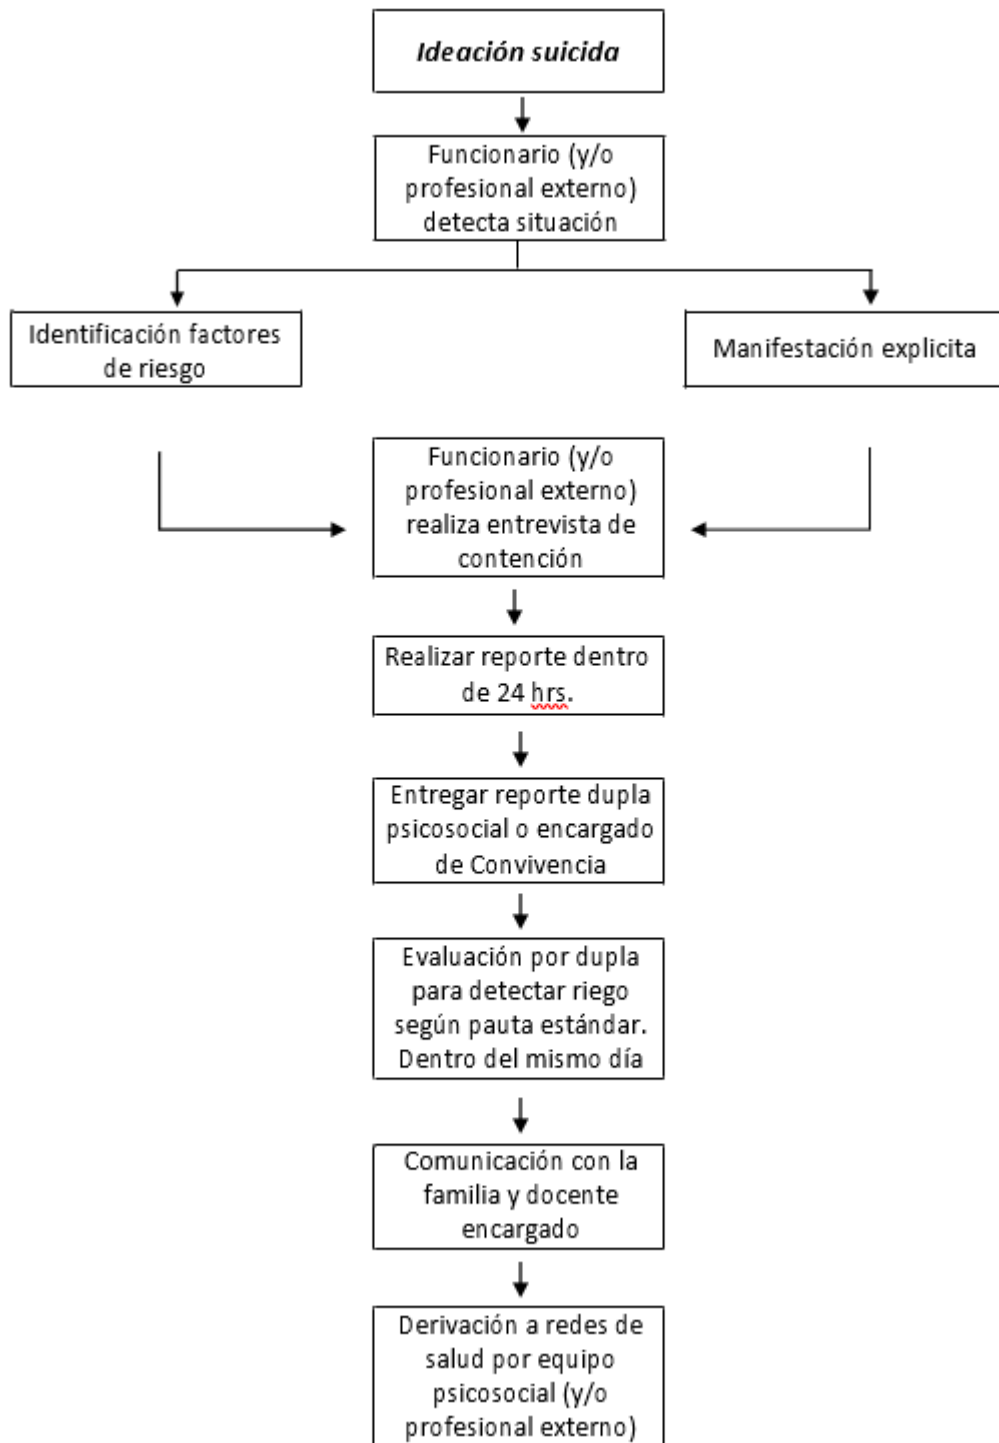 Ideación suicida
Funcionario (y/o
profesional externo)
detecta situación
Identificación factores
de riesgo
Manifestación explicita
Funcionario (y/o
profesional externo)
realiza entrevista de
contención
Realizar reporte dentro
de 24 hrs.
Entregar reporte dupla
psicosocial o encargado
de Convivencia
Evaluación por dupla
para detectar riego
según pauta estándar.
Dentro del mismo día
Comunicación con la
familia y docente
encargado
Derivación a redes de
salud por equipo
psicosocial (y/o
profesional externo)